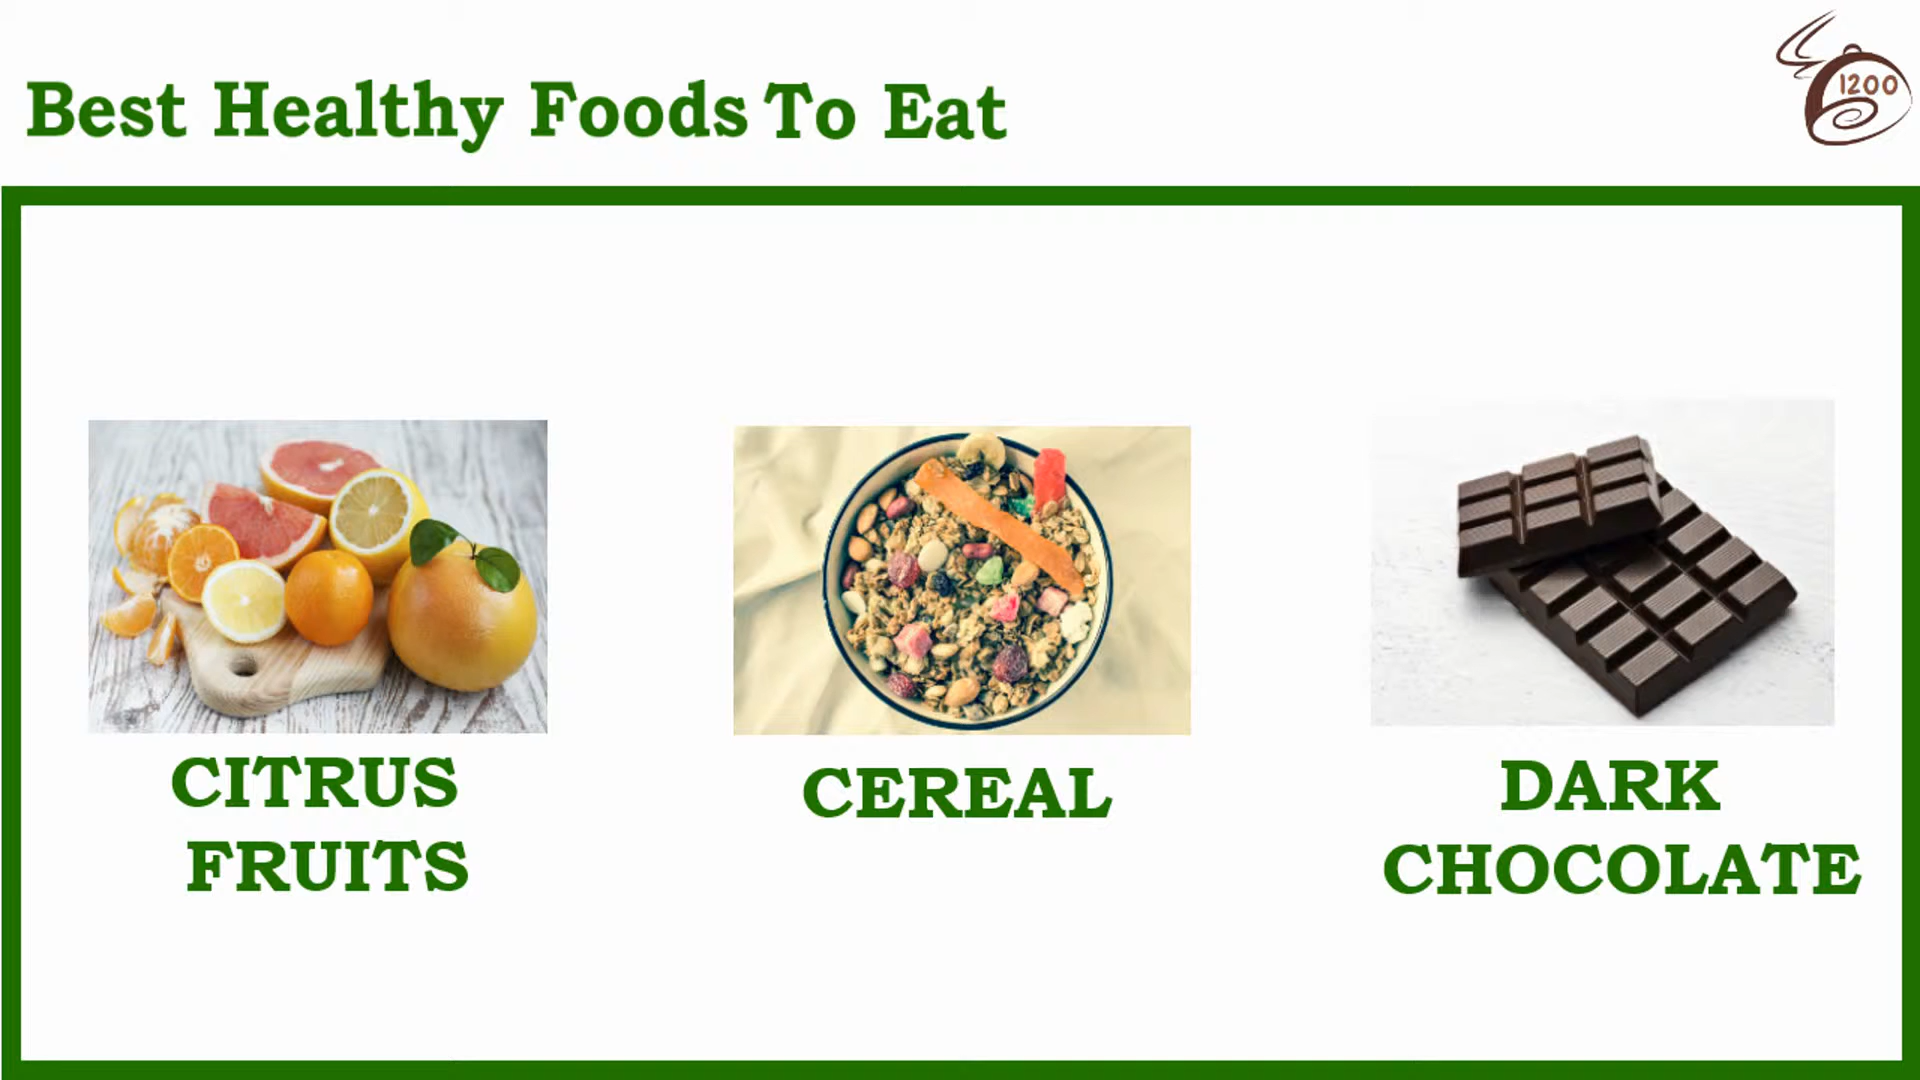 Best Healthy Foods To Eat
1200
CITRUS
FRUITS
CEREAL
DARK
CHOCOLATE